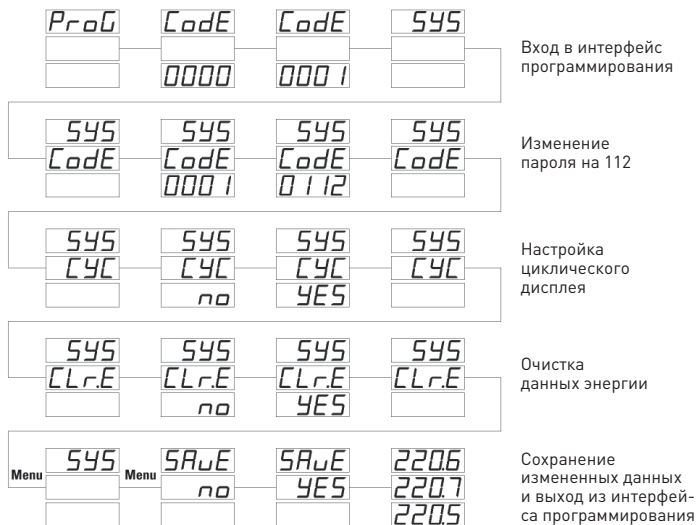 ProG CodE CodE SYS
0000 0001
Вход в интерфейс
программирования
SYS SYS SYS SYS
CodE CodE CodE CodE
0001 0112
Изменение
пароля на 112
SYS SYS SYS SYS
CYC CYC CYC CYC
no YES
Настройка
циклического
дисплея
SYS SYS SYS SYS
CLr.E CLr.E CLr.E CLr.E
no YES
Очистка
данных энергии
Menu SYS Menu SAvE SAvE 220.6
no YES 220.7
220.5
Сохранение
измененных данных
и выход из интерфей-
са программирования